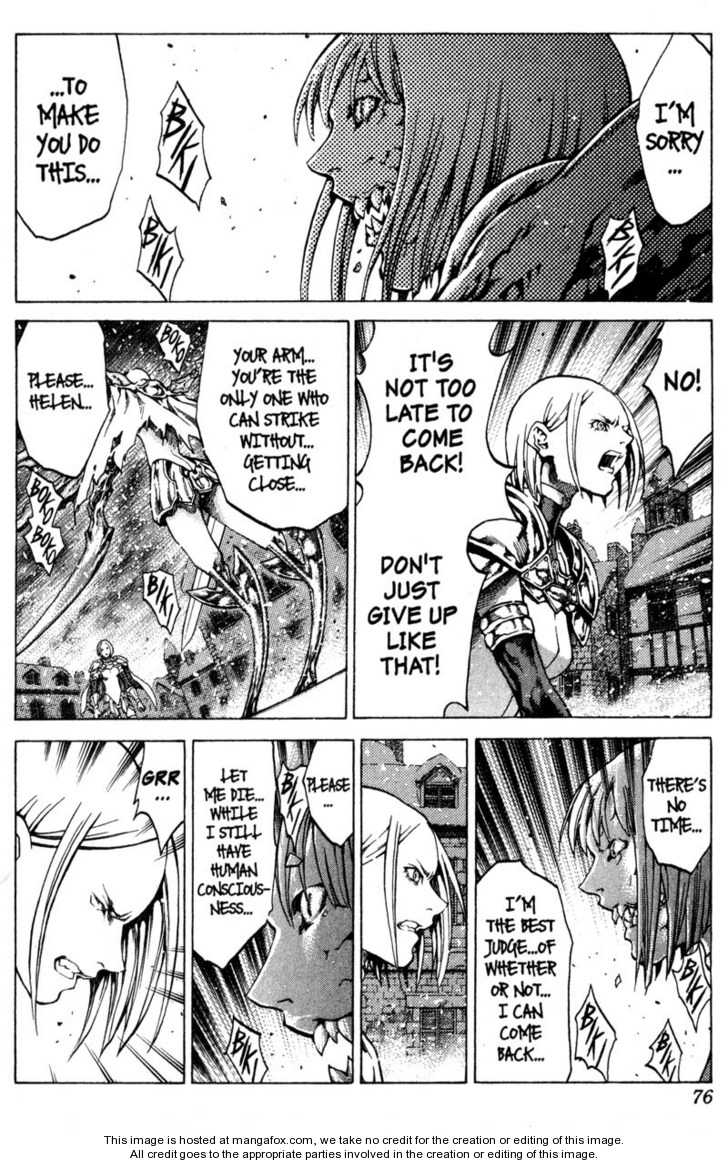 I'M
SORRY
...
...TO
MAKE
YOU DO
THIS...
BIKI
BIKI
BIKI
NO!
IT'S
NOT TOO
LATE TO
COME
BACK!
DON'T
JUST
GIVE UP
LIKE
THAT!
YOUR ARM...
YOU'RE THE
ONLY ONE WHO
CAN STRIKE
WITHOUT...
GETTING
CLOSE...
PLEASE...
HELEN...
BOKO
BOKO
BOKO
BIKI
THERE'S
NO
TIME...
I'M
THE BEST
JUDGE...OF
WHETHER
OR NOT...
I CAN
COME
BACK...
BIKI
BIKI
PLEASE
...
LET
ME DIE...
WHILE
I STILL
HAVE
HUMAN
CONSCIOUS-
NESS...
BIKI
BIKI
GRR
...
76
This image is hosted at mangafox.com, we take no credit for the creation or editing of this image.
All credit goes to the appropriate parties involved in the creation or editing of this image.